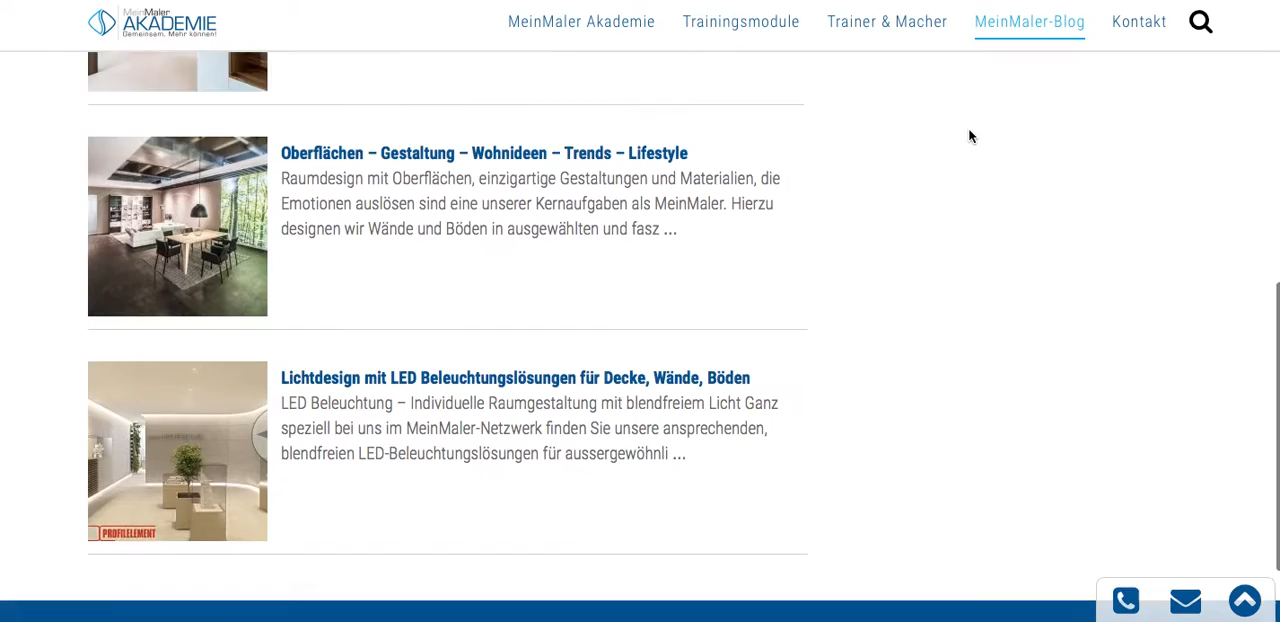 MeinMaler
AKADEMIE
Gemeinsam. Mehr können!
MeinMaler Akademie
Trainingsmodule
Trainer & Macher
MeinMaler-Blog
Kontakt
Oberflächen – Gestaltung – Wohnideen – Trends – Lifestyle
Raumdesign mit Oberflächen, einzigartige Gestaltungen und Materialien, die
Emotionen auslösen sind eine unserer Kernaufgaben als MeinMaler. Hierzu
designen wir Wände und Böden in ausgewählten und fasz ...
Lichtdesign mit LED Beleuchtungslösungen für Decke, Wände, Böden
LED Beleuchtung – Individuelle Raumgestaltung mit blendfreiem Licht Ganz
speziell bei uns im MeinMaler-Netzwerk finden Sie unsere ansprechenden,
blendfreien LED-Beleuchtungslösungen für aussergewöhnli ...
PROFILELEMENT